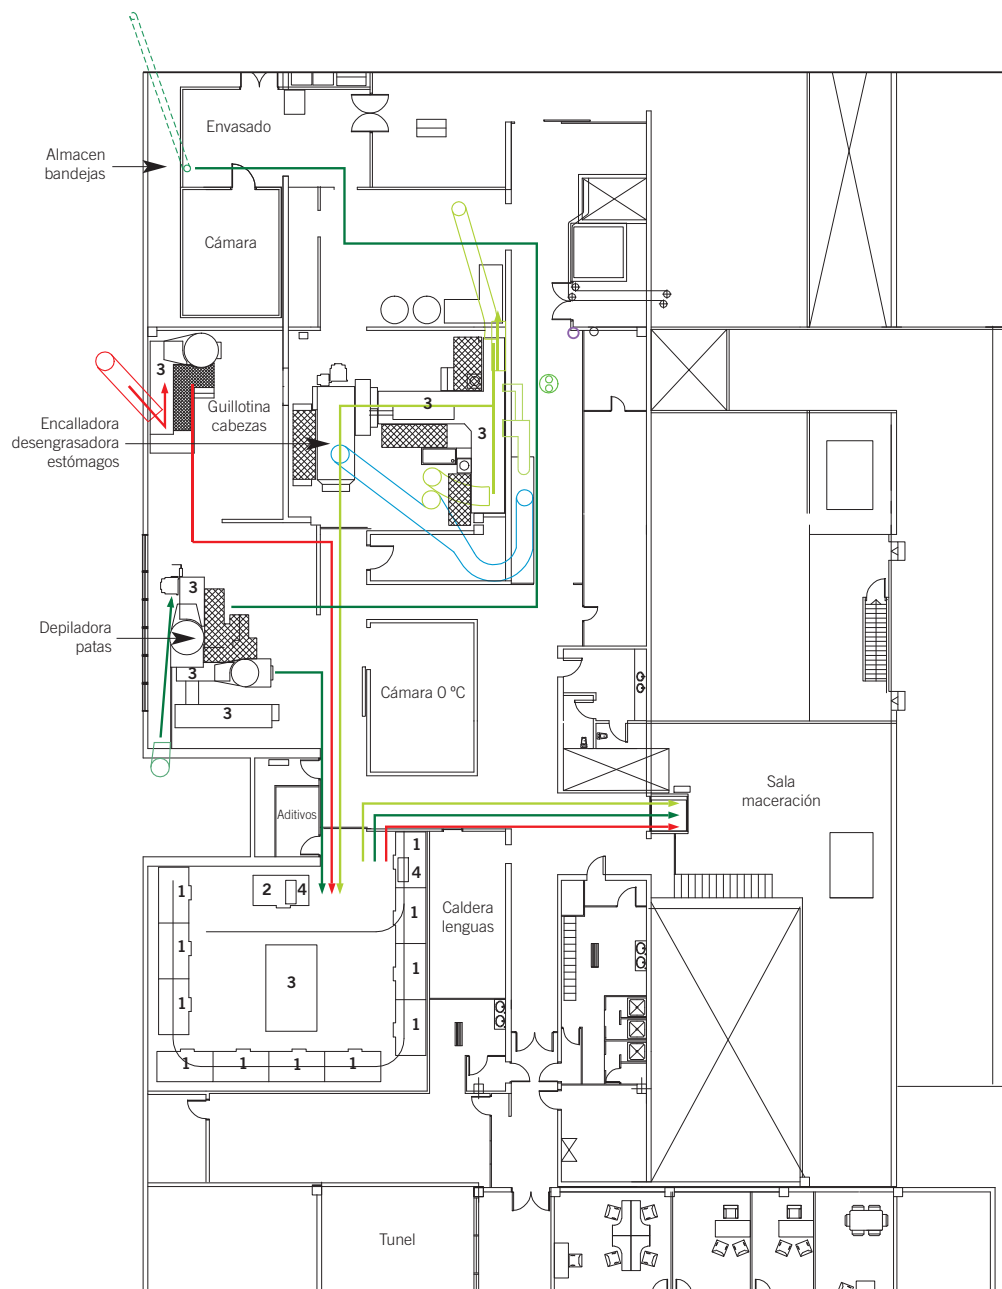 Envasado
Almacen
bandejas
Cámara
3
Guillotina
cabezas
3
3
Encalladora
desengrasadora
estómagos
3
Depiladora
patas
3
3
Cámara 0 ºC
Sala
maceración
Aditivos
1
4
2
4
1
1
Caldera
lenguas
1
1
3
1
1
1
1
1
1
Tunel